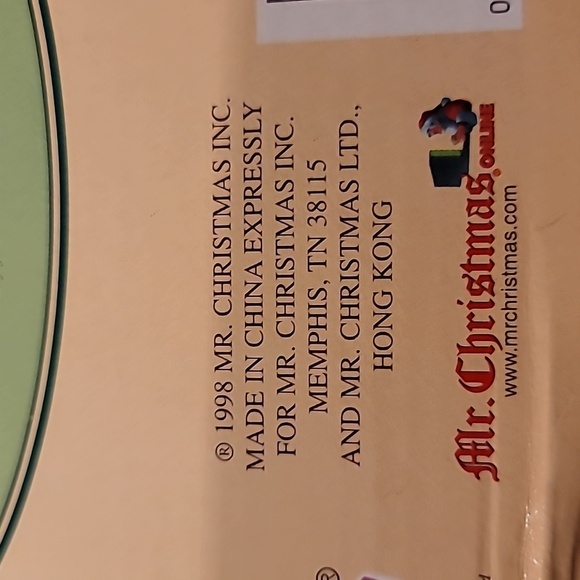 ® 1998 MR. CHRISTMAS INC.
MADE IN CHINA EXPRESSLY
FOR MR. CHRISTMAS INC.
MEMPHIS, TN 38115
AND MR. CHRISTMAS LTD.,
HONG KONG
Mr. Christmas® ONLINE
www.mrchristmas.com
0
®